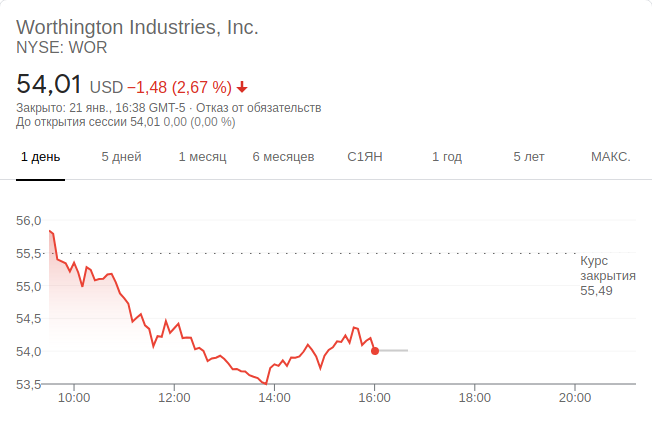 Worthington Industries, Inc.
NYSE: WOR
54,01 USD −1,48 (2,67 %)
Закрыто: 21 янв., 16:38 GMT-5 · Отказ от обязательств
До открытия сессии 54,01 0,00 (0,00 %)
1 день 5 дней 1 месяц 6 месяцев С1ЯН 1 год 5 лет МАКС.
56,0
55,5
Курс
закрытия
55,49
55,0
54,5
54,0
53,5
10:00 12:00 14:00 16:00 18:00 20:00